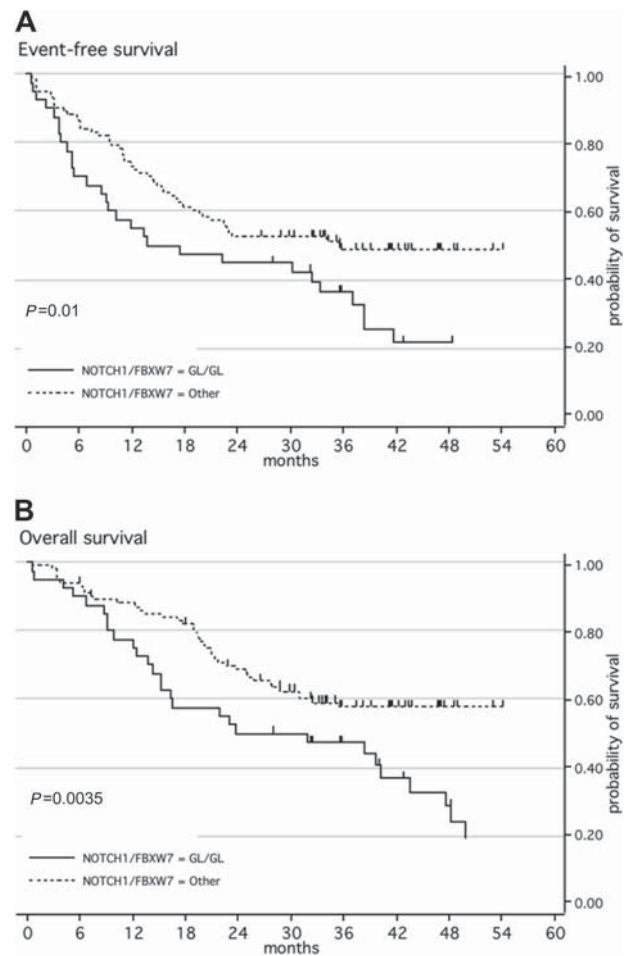 A
Event-free survival
1.00
0.80
0.60
0.40
0.20
0.00
probability of survival
P=0.01
NOTCH1/FBXW7 = GL/GL
NOTCH1/FBXW7 = Other
0 6 12 18 24 30 36 42 48 54 60
months
B
Overall survival
1.00
0.80
0.60
0.40
0.20
0.00
probability of survival
P=0.0035
NOTCH1/FBXW7 = GL/GL
NOTCH1/FBXW7 = Other
0 6 12 18 24 30 36 42 48 54 60
months